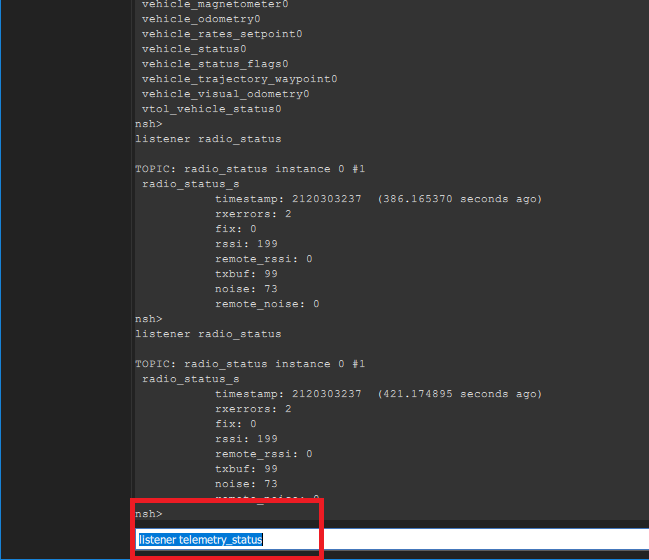 vehicle_magnetometer0
vehicle_odometry0
vehicle_rates_setpoint0
vehicle_status0
vehicle_status_flags0
vehicle_trajectory_waypoint0
vehicle_visual_odometry0
vtol_vehicle_status0
nsh>
listener radio_status
TOPIC: radio_status instance 0 #1
radio_status_s
timestamp: 2120303237  (386.165370 seconds ago)
rxerrors: 2
fix: 0
rssi: 199
remote_rssi: 0
txbuf: 99
noise: 73
remote_noise: 0
nsh>
listener radio_status
TOPIC: radio_status instance 0 #1
radio_status_s
timestamp: 2120303237  (421.174895 seconds ago)
rxerrors: 2
fix: 0
rssi: 199
remote_rssi: 0
txbuf: 99
noise: 73
remote_noise: 0
nsh>
listener telemetry_status